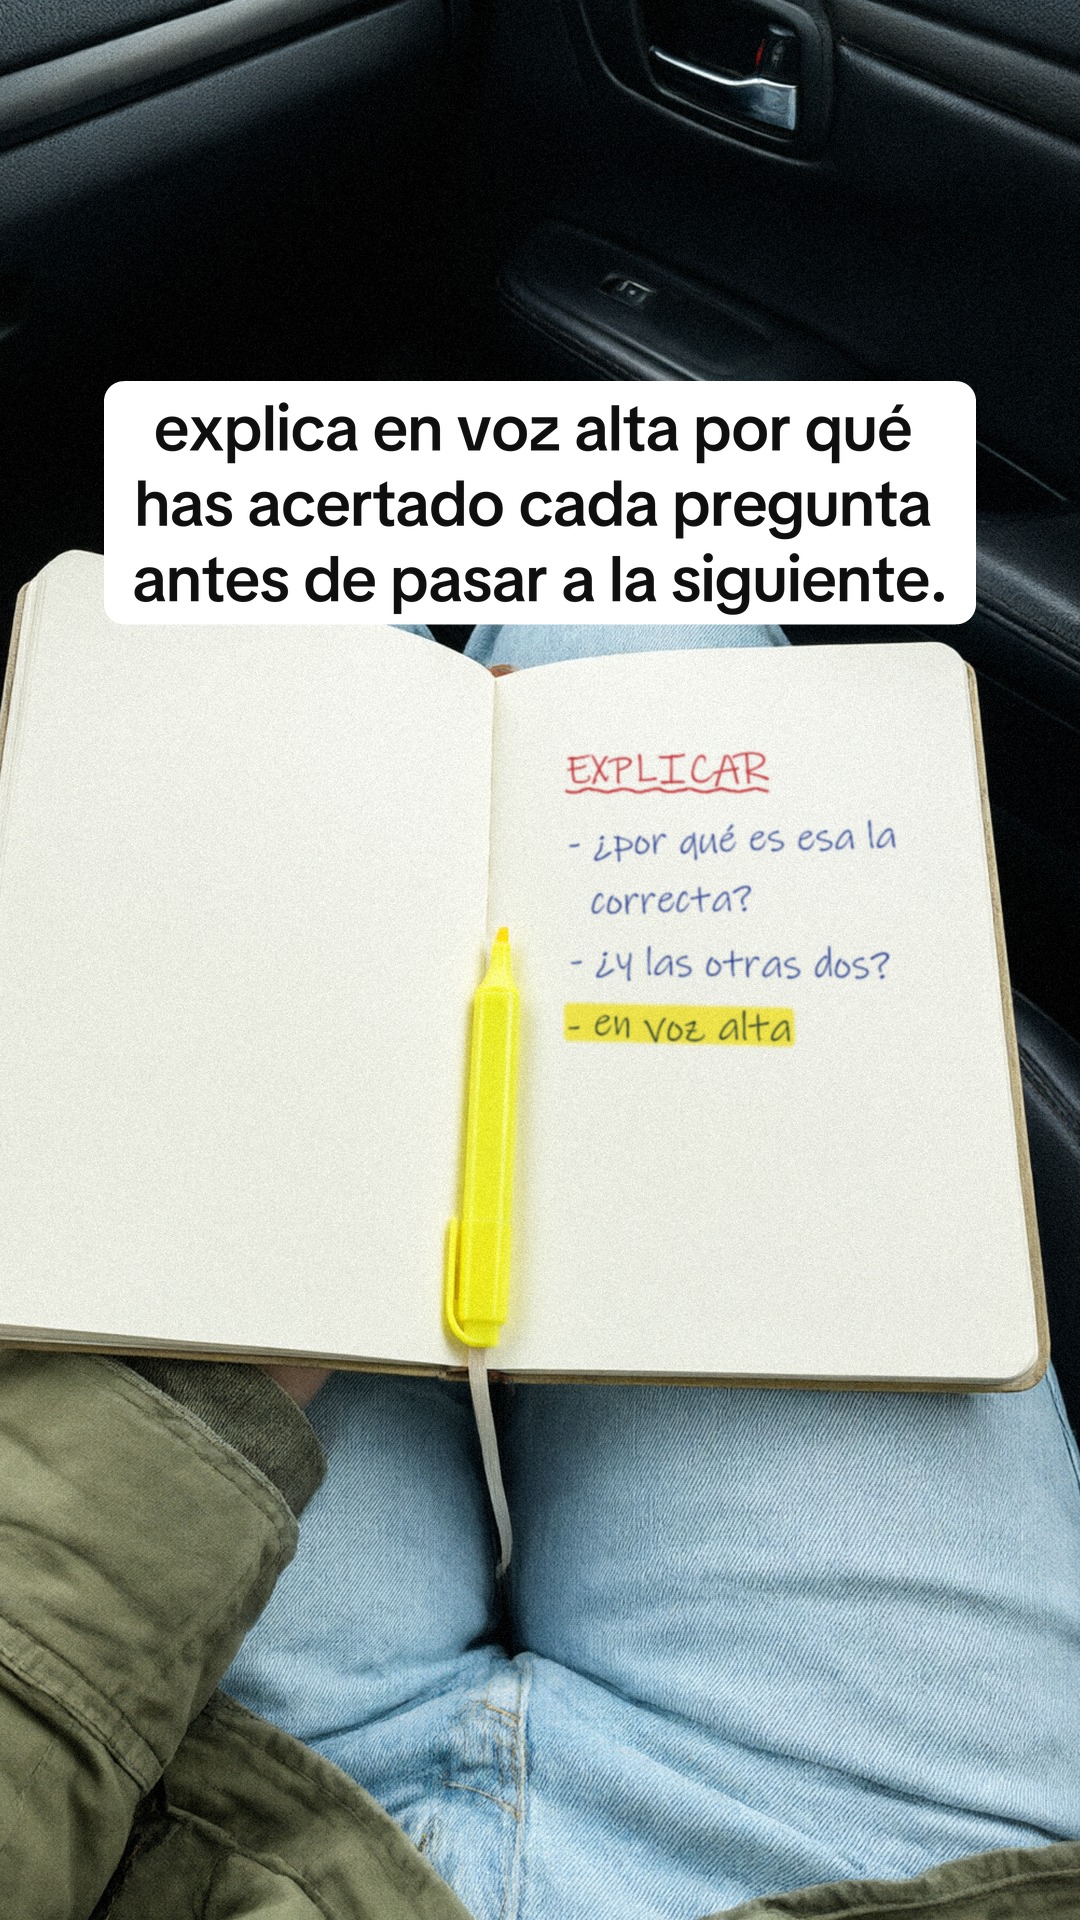 explica en voz alta por qué
has acertado cada pregunta
antes de pasar a la siguiente.
EXPLICAR
- ¿por qué es esa la
correcta?
- ¿y las otras dos?
- en voz alta